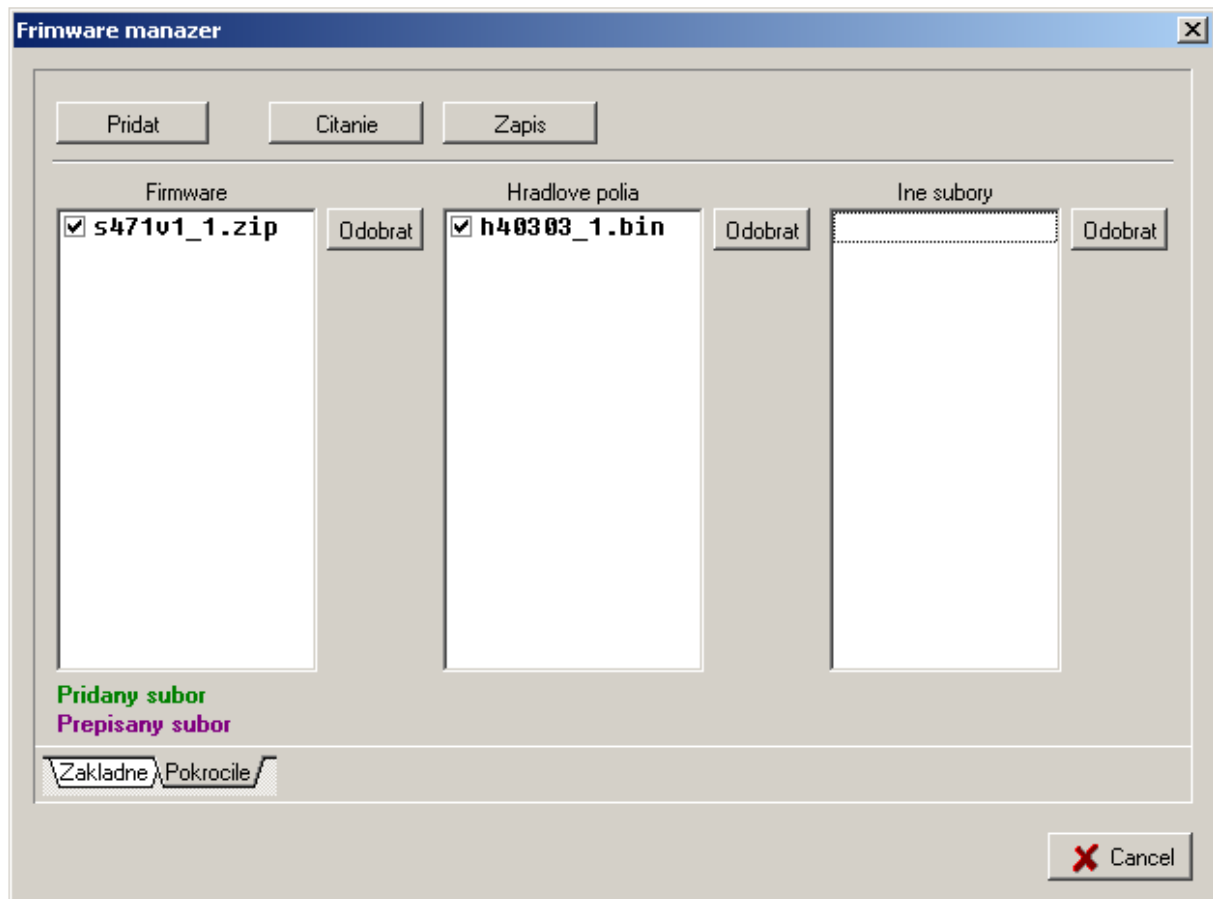 Frimware manazer
Pridat Citanie Zapis
Firmware Hradlove polia Ine subory
s471v1_1.zip Odobrat h40303_1.bin Odobrat Odobrat
Pridany subor
Prepisany subor
Zakladne Pokrocile
Cancel